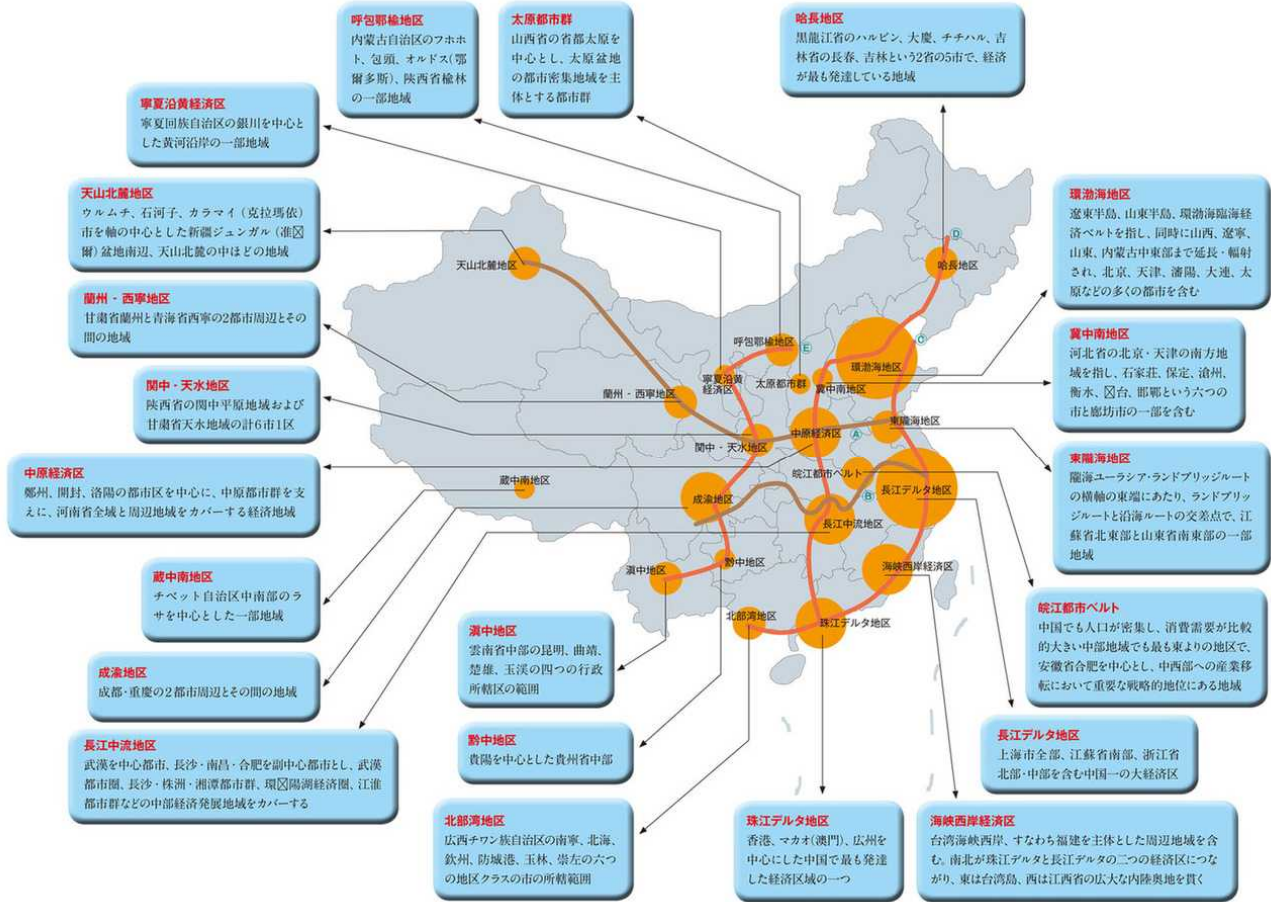 呼包鄂楡地区
内蒙古自治区のフホホ
ト、包頭、オルドス(鄂
爾多斯)、陝西省楡林
の一部地域
太原都市群
山西省の省都太原を
中心とし、太原盆地
の都市密集地域を主
体とする都市群
哈長地区
黒龍江省のハルビン、大慶、チチハル、吉
林省の長春、吉林という2省の5市で、経済
が最も発達している地域
寧夏沿黄経済区
寧夏回族自治区の銀川を中心と
した黄河沿岸の一部地域
天山北麓地区
ウルムチ、石河子、カラマイ(克拉瑪依)
市を軸の中心とした新疆ジュンガル(准☒
爾)盆地南辺、天山北麓の中ほどの地域
蘭州・西寧地区
甘粛省蘭州と青海省西寧の2都市周辺とその
間の地域
関中・天水地区
陝西省の関中平原地域および
甘粛省天水地域の計6市1区
中原経済区
鄭州、開封、洛陽の都市区を中心に、中原都市群を支
えに、河南省全域と周辺地域をカバーする経済地域
蔵中南地区
チベット自治区中南部のラ
サを中心とした一部地域
成渝地区
成都・重慶の2都市周辺とその間の地域
長江中流地区
武漢を中心都市、長沙・南昌・合肥を副中心都市とし、武漢
都市圏、長沙・株洲・湘潭都市群、環☒陽湖経済圏、江淮
都市群などの中部経済発展地域をカバーする
滇中地区
雲南省中部の昆明、曲靖、
楚雄、玉渓の四つの行政
所轄区の範囲
黔中地区
貴陽を中心とした貴州省中部
北部湾地区
広西チワン族自治区の南寧、北海、
欽州、防城港、玉林、崇左の六つ
の地区クラスの市の所轄範囲
珠江デルタ地区
香港、マカオ(澳門)、広州を
中心にした中国で最も発達
した経済区域の一つ
海峡西岸経済区
台湾海峡西岸、すなわち福建を主体とした周辺地域を含
む。南北が珠江デルタと長江デルタの二つの経済区につな
がり、東は台湾島、西は江西省の広大な内陸奥地を貫く
長江デルタ地区
上海市全部、江蘇省南部、浙江省
北部・中部を含む中国一の大経済区
皖江都市ベルト
中国でも人口が密集し、消費需要が比較
的大きい中部地域でも最も東よりの地区で、
安徽省合肥を中心とし、中西部への産業移
転において重要な戦略的地位にある地域
東隴海地区
隴海ユーラシア・ランドブリッジルート
の横軸の東端にあたり、ランドブリッ
ジルートと沿海ルートの交差点で、江
蘇省北東部と山東省南東部の一部
地域
冀中南地区
河北省の北京・天津の南方地
域を指し、石家荘、保定、滄州、
衡水、☒台、邯鄲という六つの
市と廊坊市の一部を含む
環渤海地区
遼東半島、山東半島、環渤海臨海経
済ベルトを指し、同時に山西、遼寧、
山東、内蒙古中東部まで延長・輻射
され、北京、天津、瀋陽、大連、太
原などの多くの都市を含む
天山北麓地区
呼包鄂楡地区
寧夏沿黄
経済区
太原都市群
冀中南地区
環渤海地区
哈長地区
蘭州・西寧地区
関中・天水地区
中原経済区
東隴海地区
皖江都市ベルト
長江デルタ地区
蔵中南地区
成渝地区
長江中流地区
海峡西岸経済区
滇中地区
黔中地区
北部湾地区
珠江デルタ地区
A
B
C
D
E